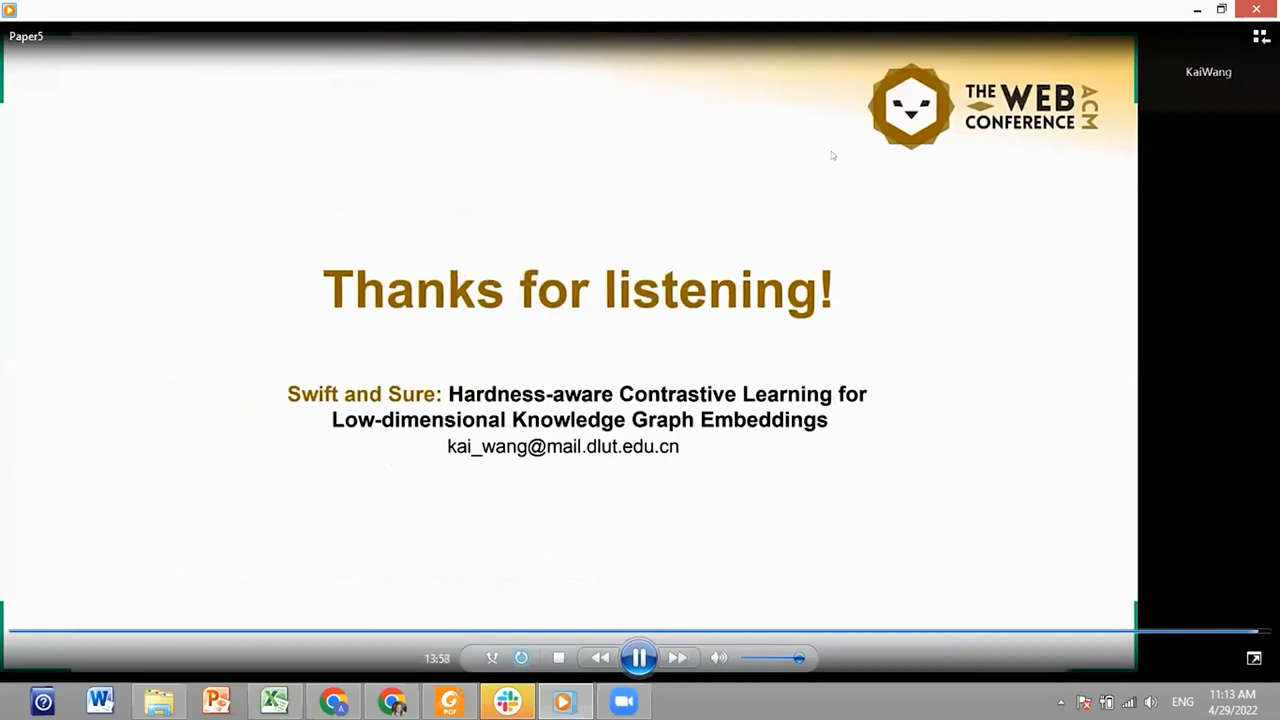 Paper5
KaiWang
THE WEB
CONFERENCE
ACM
Thanks for listening!
Swift and Sure: Hardness-aware Contrastive Learning for
Low-dimensional Knowledge Graph Embeddings
kai_wang@mail.dlut.edu.cn
13:58
PDF
ENG
11:13 AM
4/29/2022